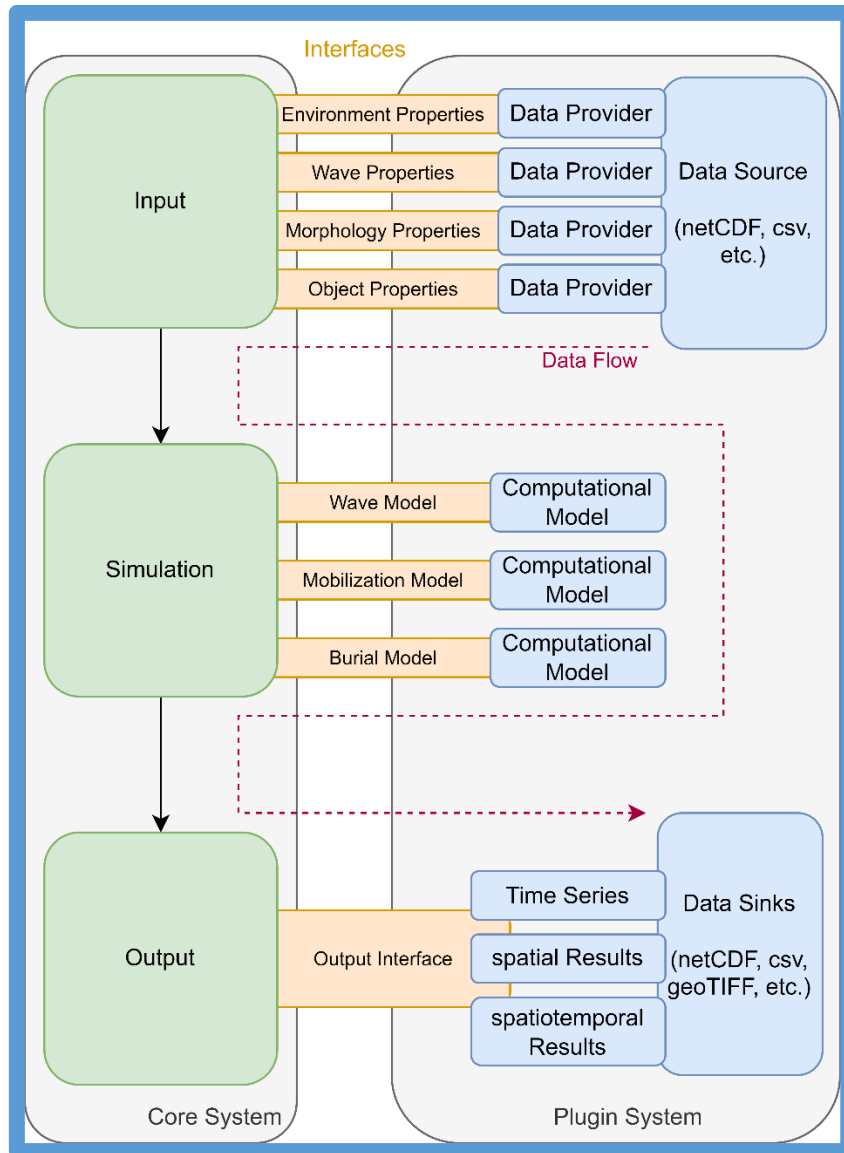 Interfaces
Input
Environment Properties
Data Provider
Wave Properties
Data Provider
Morphology Properties
Data Provider
Object Properties
Data Provider
Data Source
(netCDF, csv,
etc.)
Data Flow
Simulation
Wave Model
Computational
Model
Mobilization Model
Computational
Model
Burial Model
Computational
Model
Output
Output Interface
Time Series
spatial Results
spatiotemporal
Results
Data Sinks
(netCDF, csv,
geoTIFF, etc.)
Core System
Plugin System